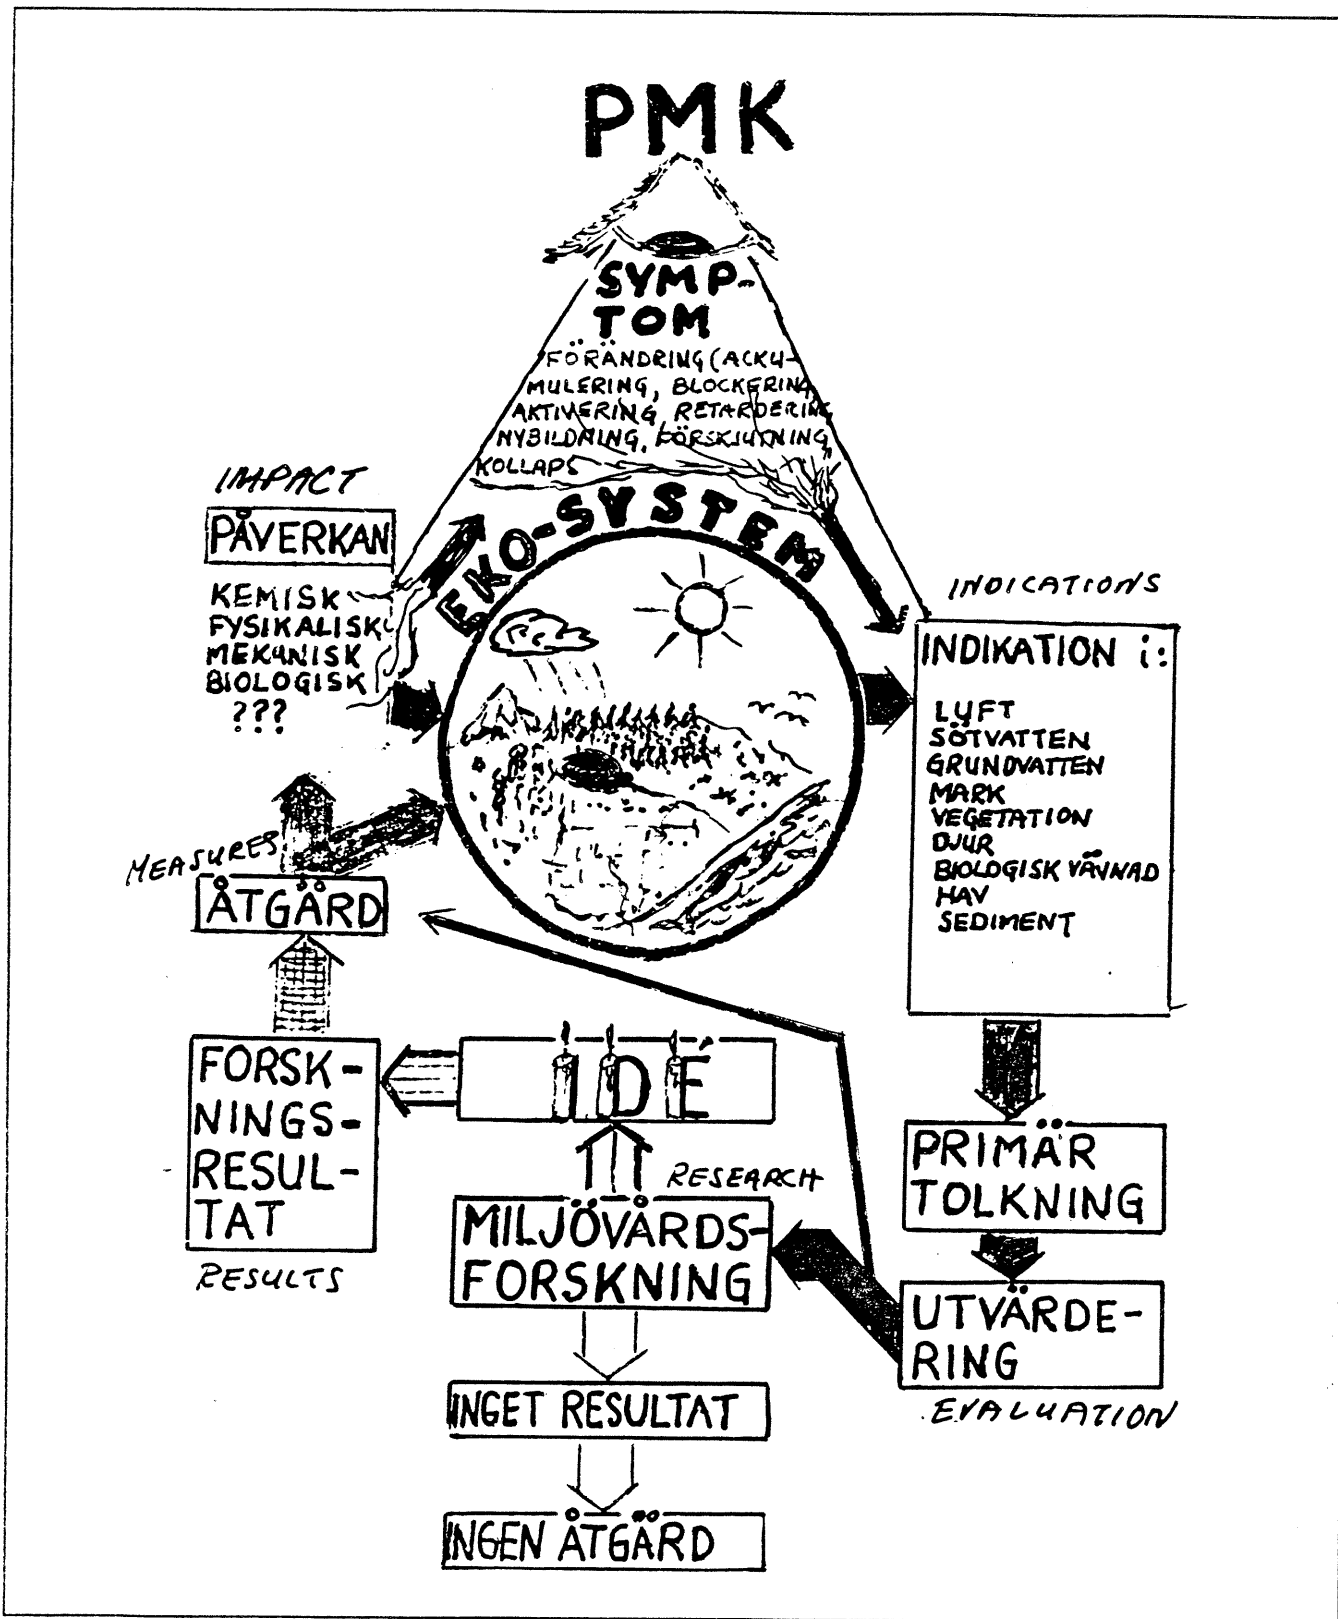 PMK
SYMP-
TOM
FÖRÄNDRING (ACKU-
MULERING, BLOCKERING,
AKTIVERING, RETARDERING
NYBILDNING, FÖRSKJUTNING,
KOLLAPS
EKO-SYSTEM
IMPACT
PÅVERKAN
KEMISK
FYSIKALISK
MEKANISK
BIOLOGISK
???
INDICATIONS
INDIKATION i:
LUFT
SÖTVATTEN
GRUNDVATTEN
MARK
VEGETATION
DJUR
BIOLOGISK VÄVNAD
HAV
SEDIMENT
MEASURES
ÅTGÄRD
FORSK-
NINGS-
RESUL-
TAT
RESULTS
IDÉ
RESEARCH
MILJÖVÅRDS-
FORSKNING
PRIMÄR
TOLKNING
UTVÄRDE-
RING
EVALUATION
INGET RESULTAT
INGEN ÅTGÄRD